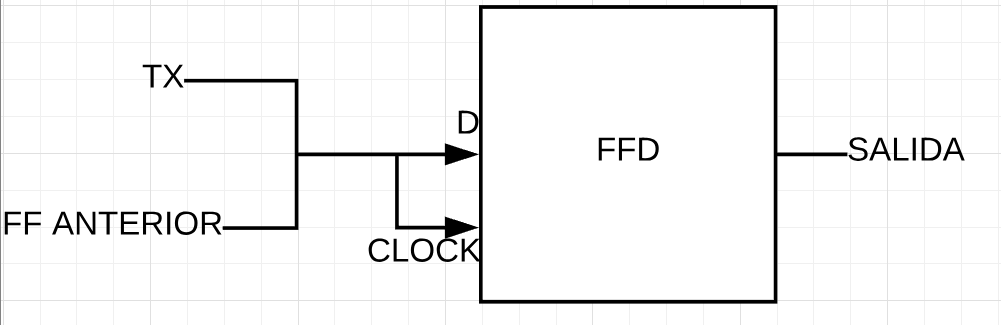 TX
D
FFD
SALIDA
FF ANTERIOR
CLOCK